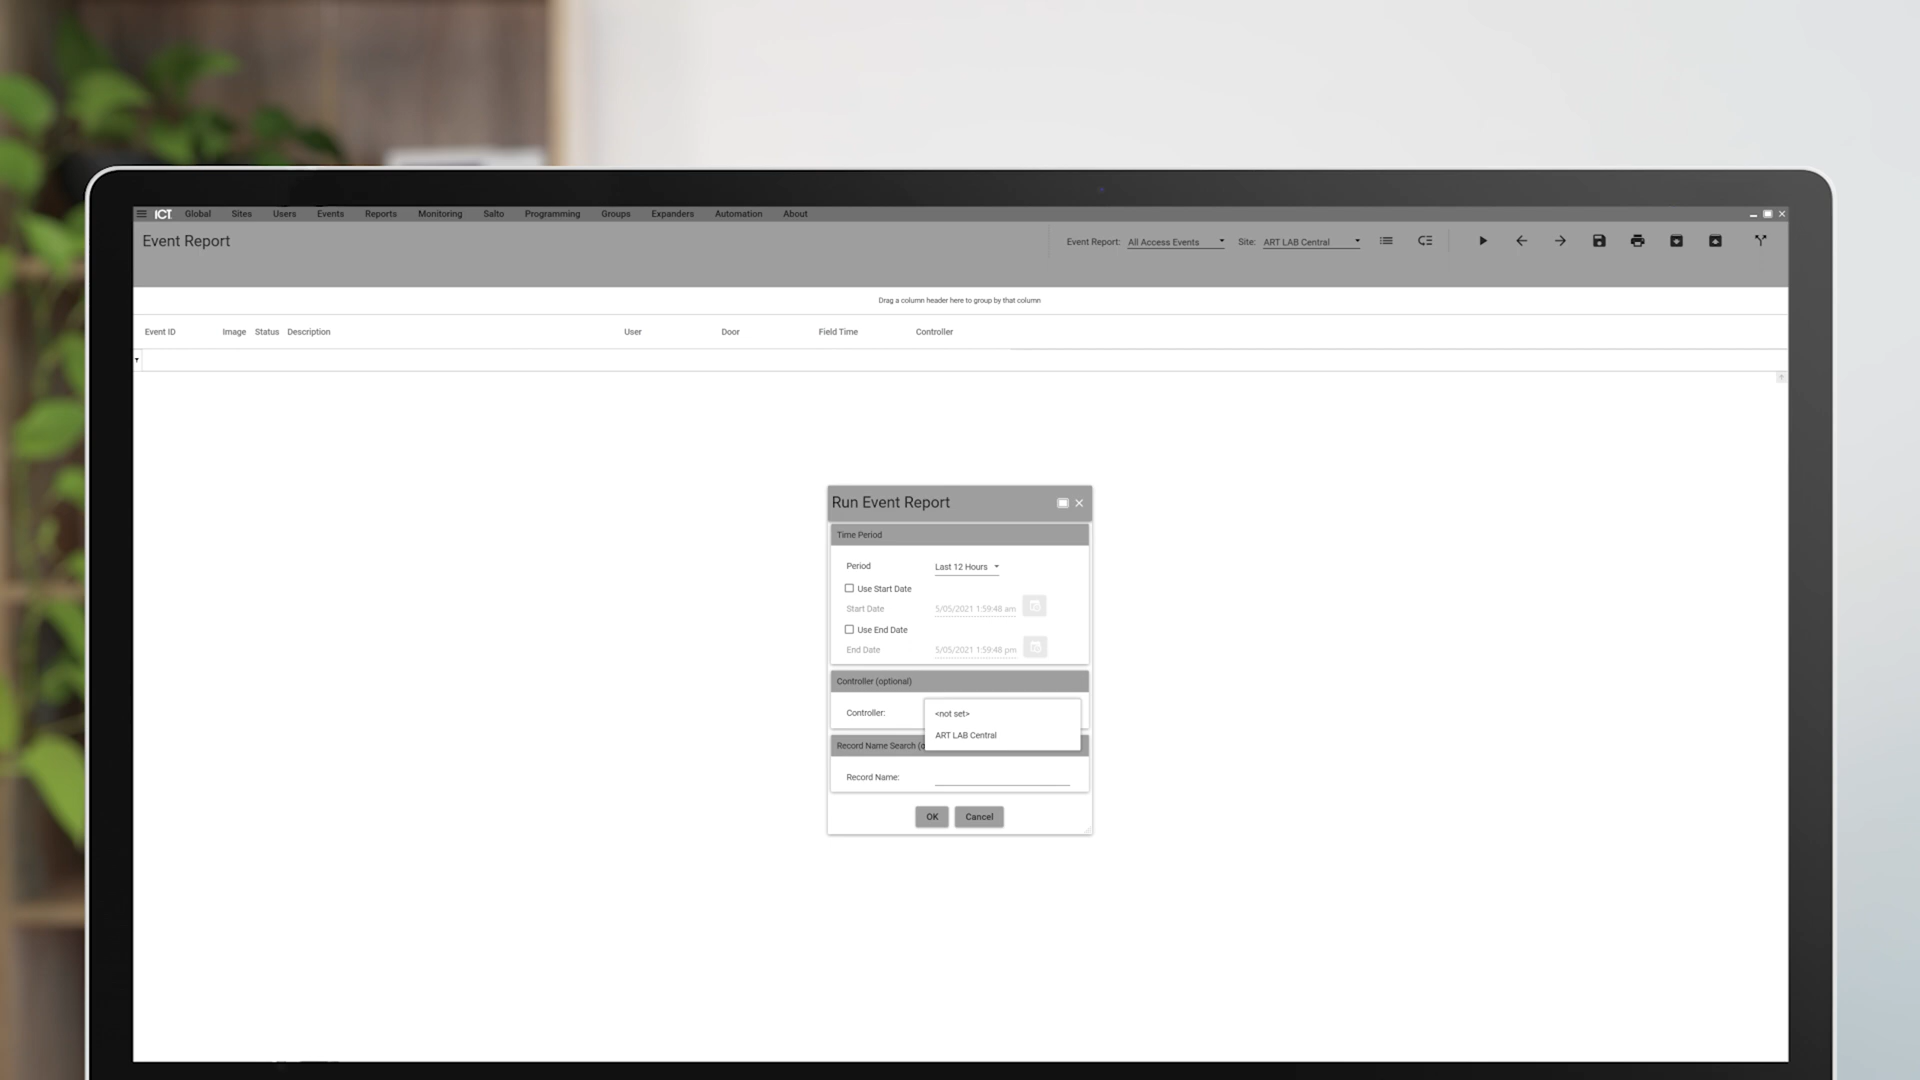 ICT Global Sites Users Events Reports Monitoring Salto Programming Groups Expanders Automation About
Event Report
Event Report: All Access Events Site: ART LAB Central
Drag a column header here to group by that column
Event ID Image Status Description User Door Field Time Controller
Run Event Report
Time Period
Period Last 12 Hours
Use Start Date
Start Date 5/05/2021 1:59:48 am
Use End Date
End Date 5/05/2021 1:59:48 pm
Controller (optional)
Controller: <not set>
ART LAB Central
Record Name Search (o
Record Name:
OK Cancel